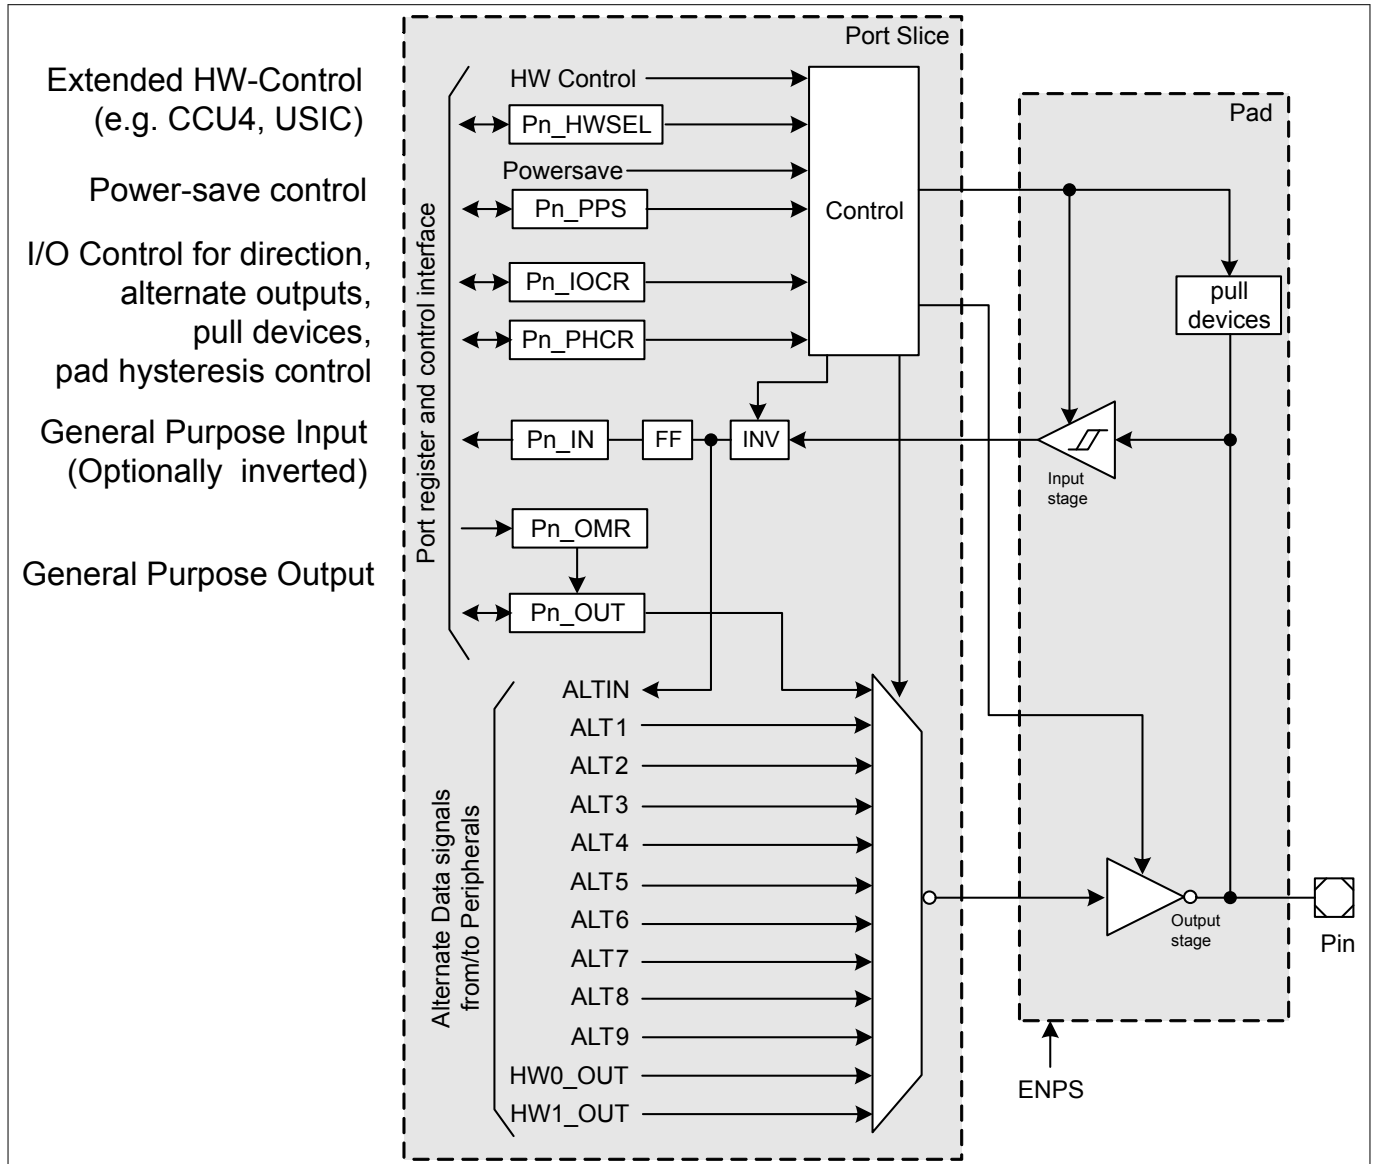 Port Slice
Extended HW-Control
(e.g. CCU4, USIC)
Power-save control
I/O Control for direction,
alternate outputs,
pull devices,
pad hysteresis control
General Purpose Input
(Optionally inverted)
General Purpose Output
Port register and control interface
HW Control
Pn_HWSEL
Powersave
Pn_PPS
Pn_IOCR
Pn_PHCR
Control
Pn_IN
FF
INV
Pn_OMR
Pn_OUT
Alternate Data signals
from/to Peripherals
ALTIN
ALT1
ALT2
ALT3
ALT4
ALT5
ALT6
ALT7
ALT8
ALT9
HW0_OUT
HW1_OUT
Pad
pull
devices
Input
stage
Output
stage
Pin
ENPS